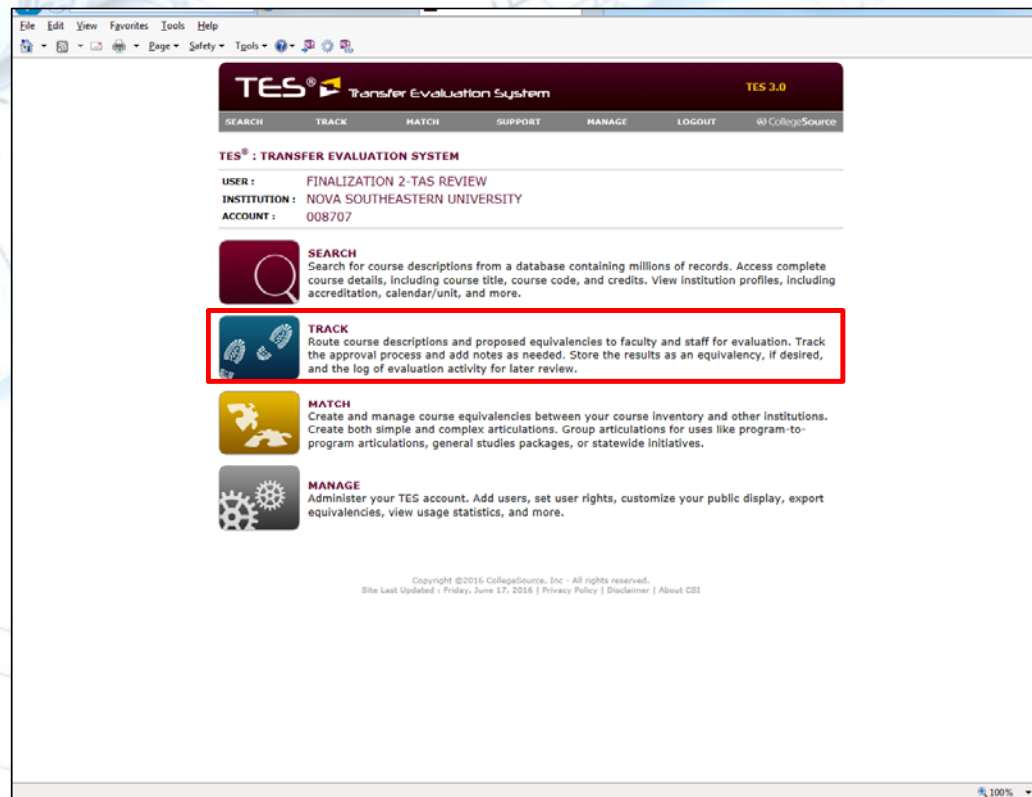 File Edit View Favorites Tools Help
Page Safety Tools
TES® Transfer Evaluation System TES 3.0
SEARCH TRACK MATCH SUPPORT MANAGE LOGOUT CollegeSource
TES® : TRANSFER EVALUATION SYSTEM
USER : FINALIZATION 2-TAS REVIEW
INSTITUTION : NOVA SOUTHEASTERN UNIVERSITY
ACCOUNT : 008707
SEARCH
Search for course descriptions from a database containing millions of records. Access complete
course details, including course title, course code, and credits. View institution profiles, including
accreditation, calendar/unit, and more.
TRACK
Route course descriptions and proposed equivalencies to faculty and staff for evaluation. Track
the approval process and add notes as needed. Store the results as an equivalency, if desired,
and the log of evaluation activity for later review.
MATCH
Create and manage course equivalencies between your course inventory and other institutions.
Create both simple and complex articulations. Group articulations for uses like program-to-
program articulations, general studies packages, or statewide initiatives.
MANAGE
Administer your TES account. Add users, set user rights, customize your public display, export
equivalencies, view usage statistics, and more.
Copyright ©2016 CollegeSource, Inc - All rights reserved.
Site Last Updated : Friday, June 17, 2016 | Privacy Policy | Disclaimer | About CSI
100%